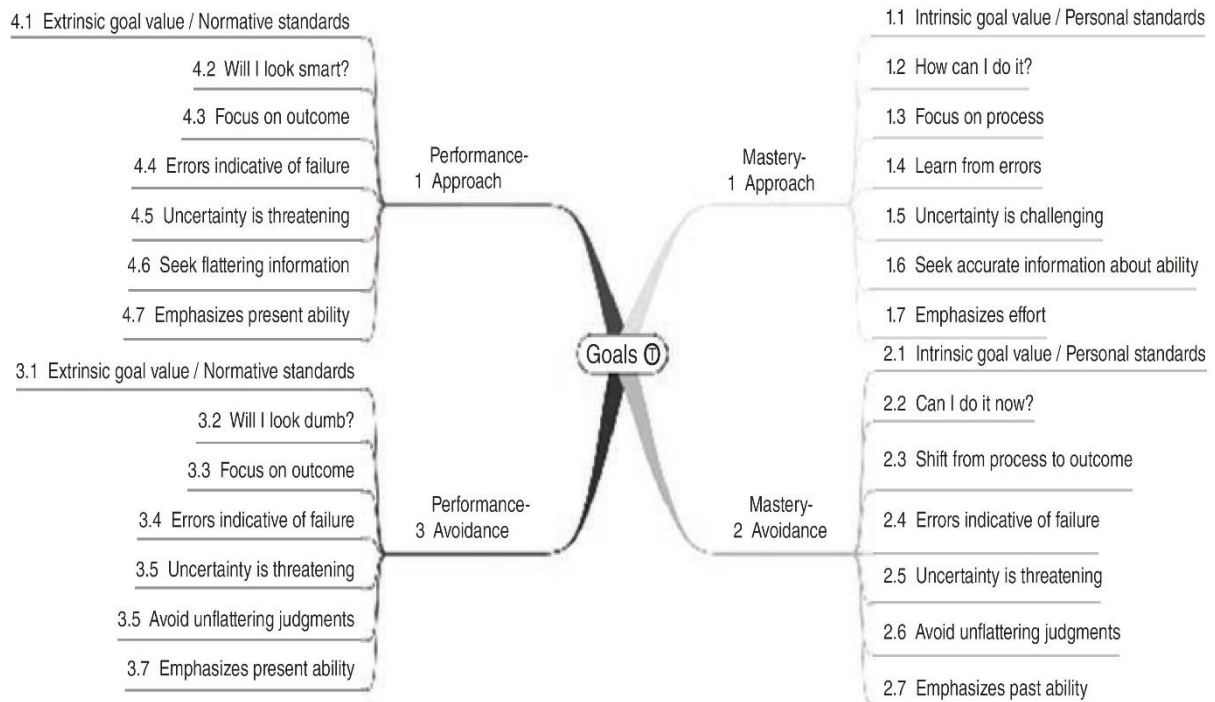 4.1 Extrinsic goal value / Normative standards
4.2 Will I look smart?
4.3 Focus on outcome
4.4 Errors indicative of failure
4.5 Uncertainty is threatening
4.6 Seek flattering information
4.7 Emphasizes present ability
Performance-
1 Approach
3.1 Extrinsic goal value / Normative standards
3.2 Will I look dumb?
3.3 Focus on outcome
3.4 Errors indicative of failure
3.5 Uncertainty is threatening
3.5 Avoid unflattering judgments
3.7 Emphasizes present ability
Performance-
3 Avoidance
Goals Ⓣ
Mastery-
1 Approach
1.1 Intrinsic goal value / Personal standards
1.2 How can I do it?
1.3 Focus on process
1.4 Learn from errors
1.5 Uncertainty is challenging
1.6 Seek accurate information about ability
1.7 Emphasizes effort
Mastery-
2 Avoidance
2.1 Intrinsic goal value / Personal standards
2.2 Can I do it now?
2.3 Shift from process to outcome
2.4 Errors indicative of failure
2.5 Uncertainty is threatening
2.6 Avoid unflattering judgments
2.7 Emphasizes past ability